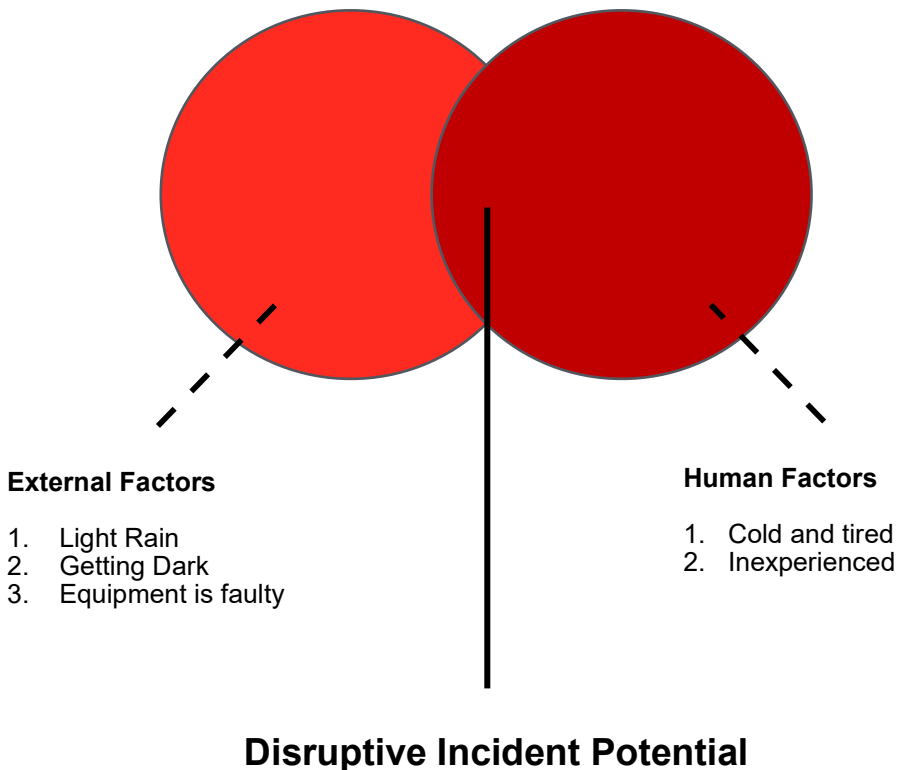 External Factors
1. Light Rain
2. Getting Dark
3. Equipment is faulty
Human Factors
1. Cold and tired
2. Inexperienced
Disruptive Incident Potential